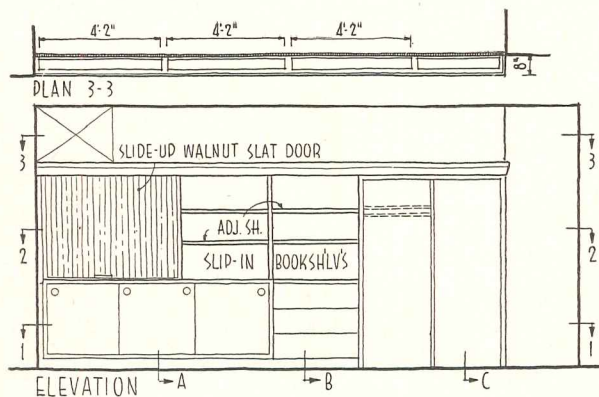 4'-2" 4'-2" 4'-2"
8"
PLAN 3-3
3 3
SLIDE-UP WALNUT SLAT DOOR
ADJ. SH.
2 2
SLIP-IN BOOKSH'LV'S
1 1
ELEVATION A B C